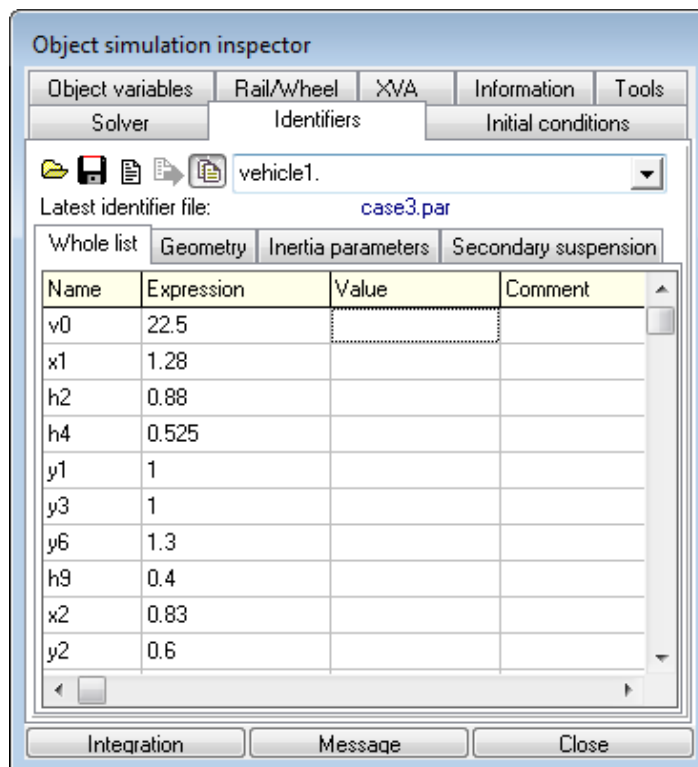 Object simulation inspector
Object variables Rail/Wheel XVA Information Tools
Solver Identifiers Initial conditions
vehicle1.
Latest identifier file: case3.par
Whole list Geometry Inertia parameters Secondary suspension
Name Expression Value Comment
v0 22.5
x1 1.28
h2 0.88
h4 0.525
y1 1
y3 1
y6 1.3
h9 0.4
x2 0.83
y2 0.6
Integration Message Close